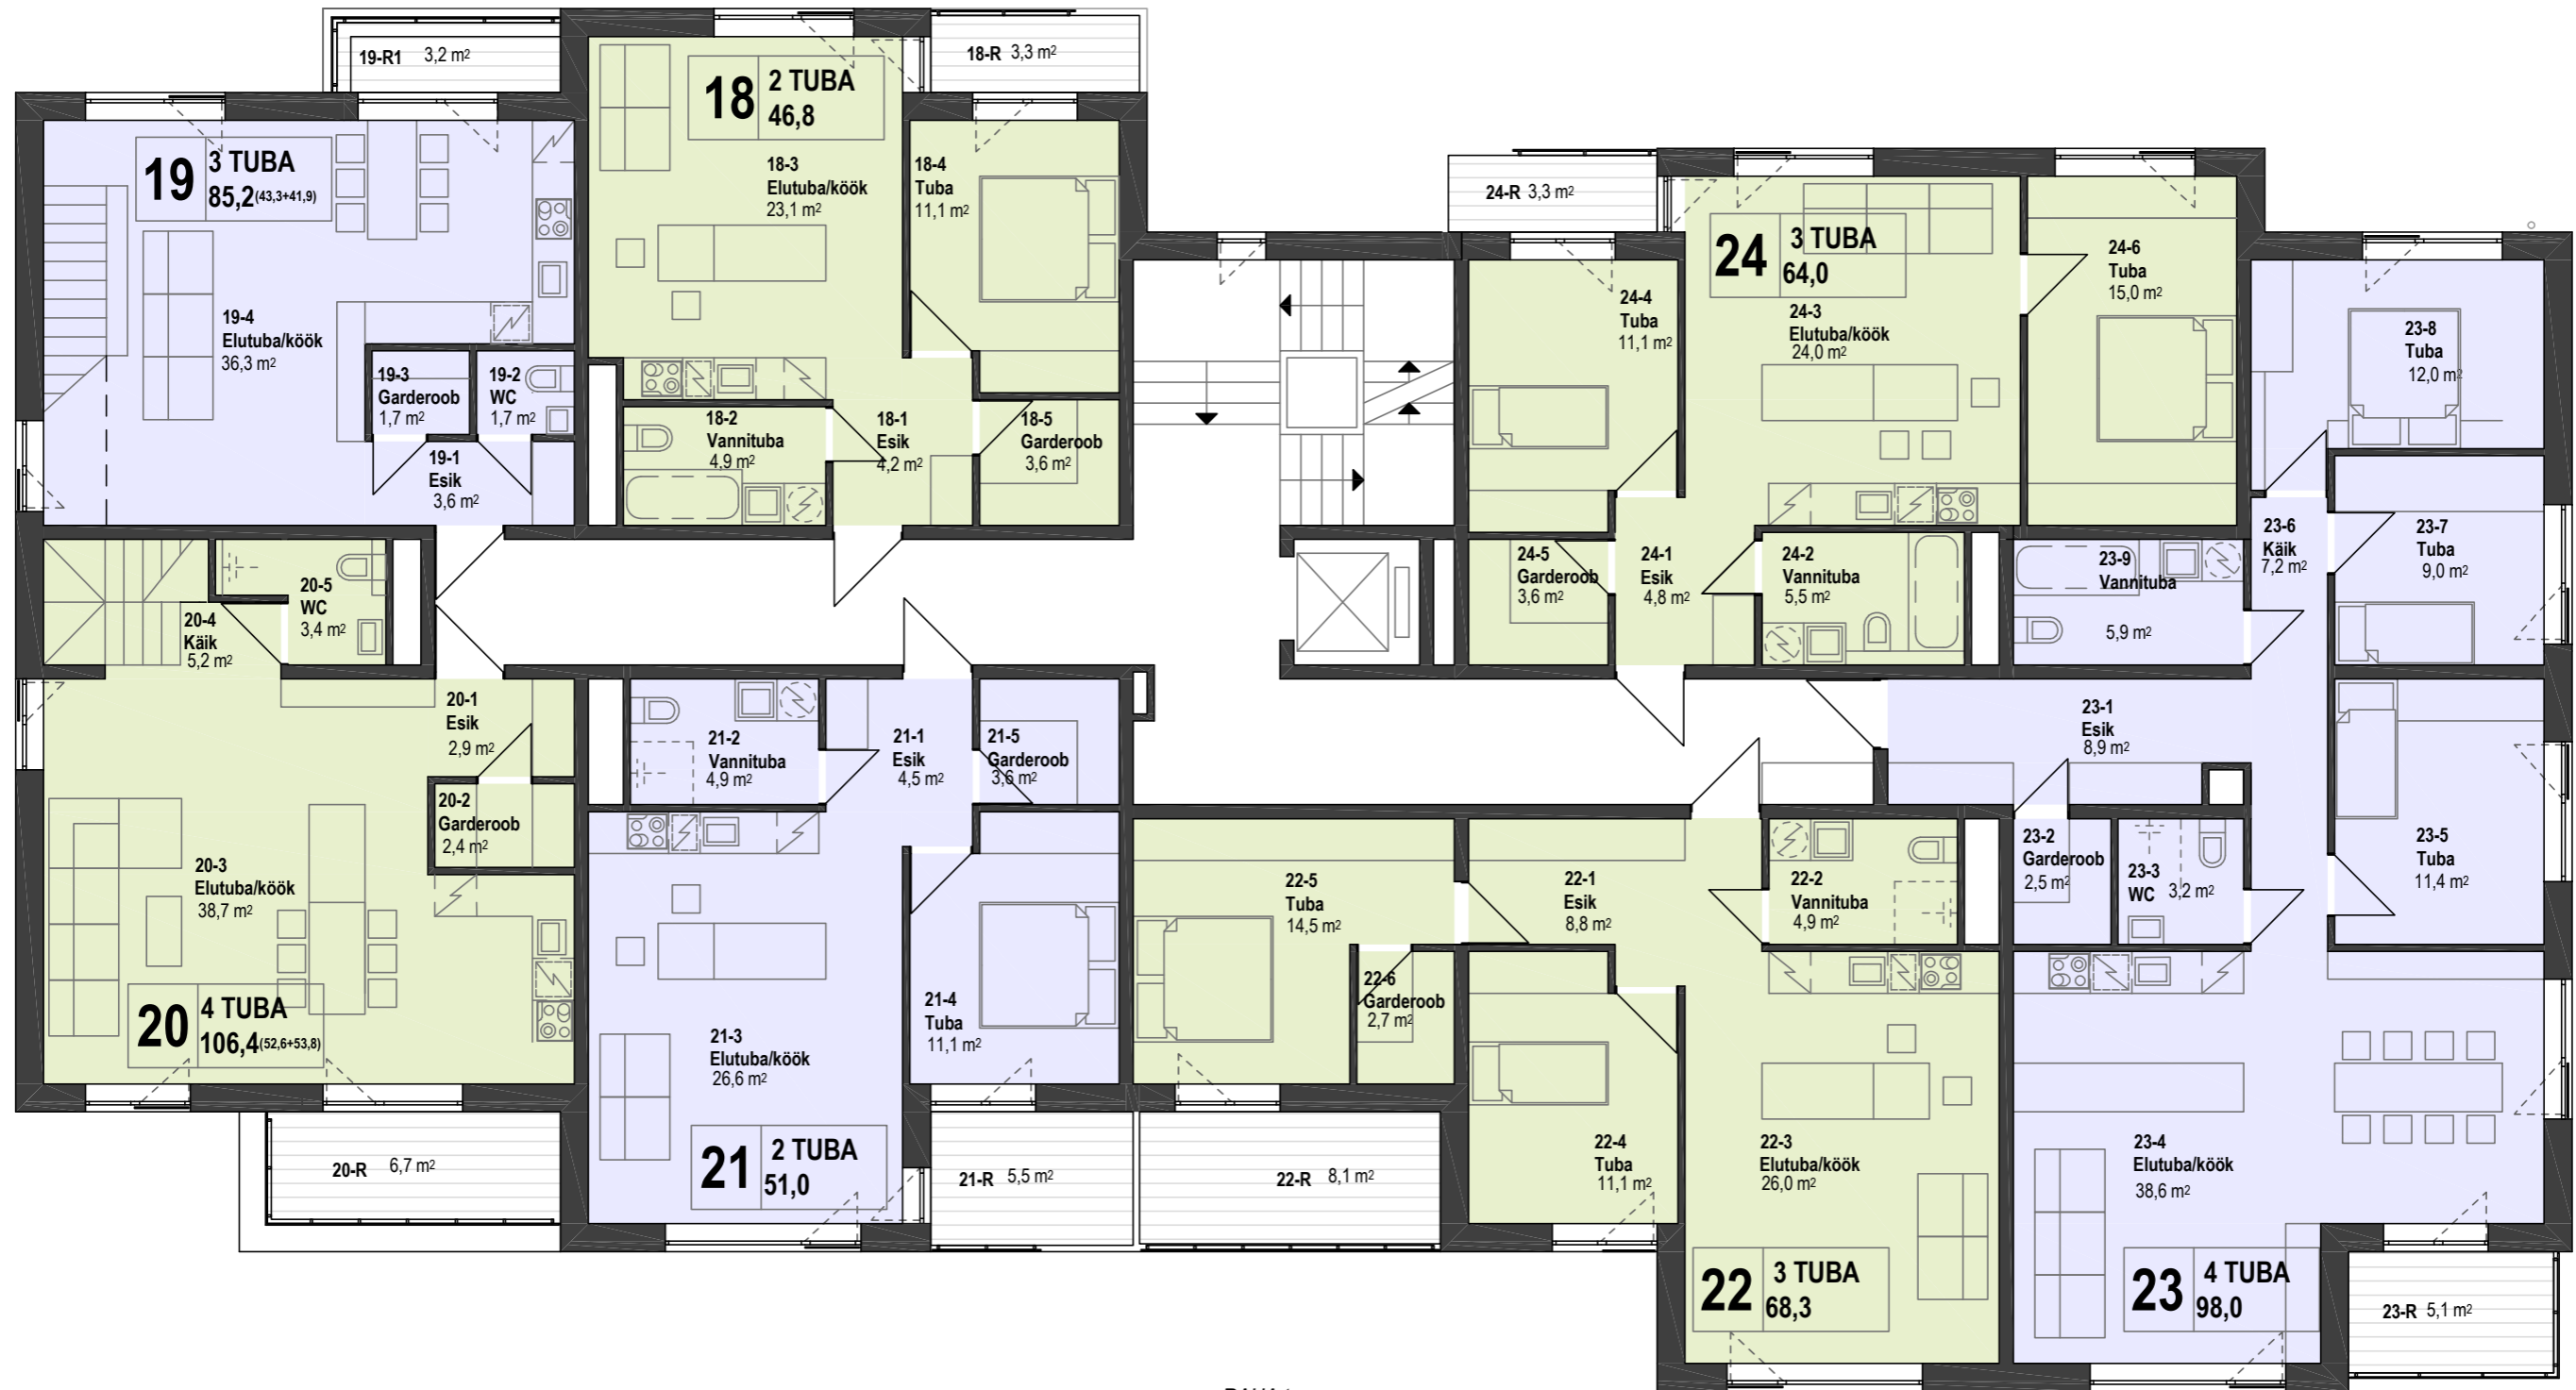 19-R1 3,2 m²
18-R 3,3 m²
18 2 TUBA
46,8
19 3 TUBA
85,2(43,3+41,9)
18-3
Elutuba/köök
23,1 m²
18-4
Tuba
11,1 m²
24-R 3,3 m²
24 3 TUBA
64,0
24-3
Elutuba/köök
24,0 m²
24-6
Tuba
15,0 m²
24-4
Tuba
11,1 m²
19-4
Elutuba/köök
36,3 m²
23-8
Tuba
12,0 m²
19-3
Garderoob
1,7 m²
19-2
WC
1,7 m²
18-2
Vannituba
4,9 m²
18-1
Esik
4,2 m²
18-5
Garderoob
3,6 m²
19-1
Esik
3,6 m²
24-5
Garderoob
3,6 m²
24-1
Esik
4,8 m²
24-2
Vannituba
5,5 m²
23-9
Vannituba
5,9 m²
23-6
Käik
7,2 m²
23-7
Tuba
9,0 m²
20-5
WC
3,4 m²
20-4
Käik
5,2 m²
20-1
Esik
2,9 m²
21-2
Vannituba
4,9 m²
21-1
Esik
4,5 m²
21-5
Garderoob
3,6 m²
23-1
Esik
8,9 m²
20-2
Garderoob
2,4 m²
20-3
Elutuba/köök
38,7 m²
22-5
Tuba
14,5 m²
22-1
Esik
8,8 m²
22-2
Vannituba
4,9 m²
23-2
Garderoob
2,5 m²
23-3
WC 3,2 m²
23-5
Tuba
11,4 m²
20 4 TUBA
106,4(52,6+53,8)
21-3
Elutuba/köök
26,6 m²
21-4
Tuba
11,1 m²
22-6
Garderoob
2,7 m²
20-R 6,7 m²
21 2 TUBA
51,0
21-R 5,5 m²
22-R 8,1 m²
22-4
Tuba
11,1 m²
22-3
Elutuba/köök
26,0 m²
23-4
Elutuba/köök
38,6 m²
22 3 TUBA
68,3
23 4 TUBA
98,0
23-R 5,1 m²